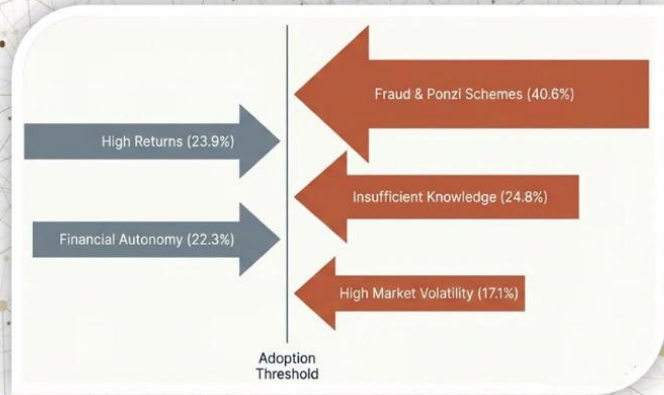 Fraud & Ponzi Schemes (40.6%)
High Returns (23.9%)
Insufficient Knowledge (24.8%)
Financial Autonomy (22.3%)
High Market Volatility (17.1%)
Adoption
Threshold